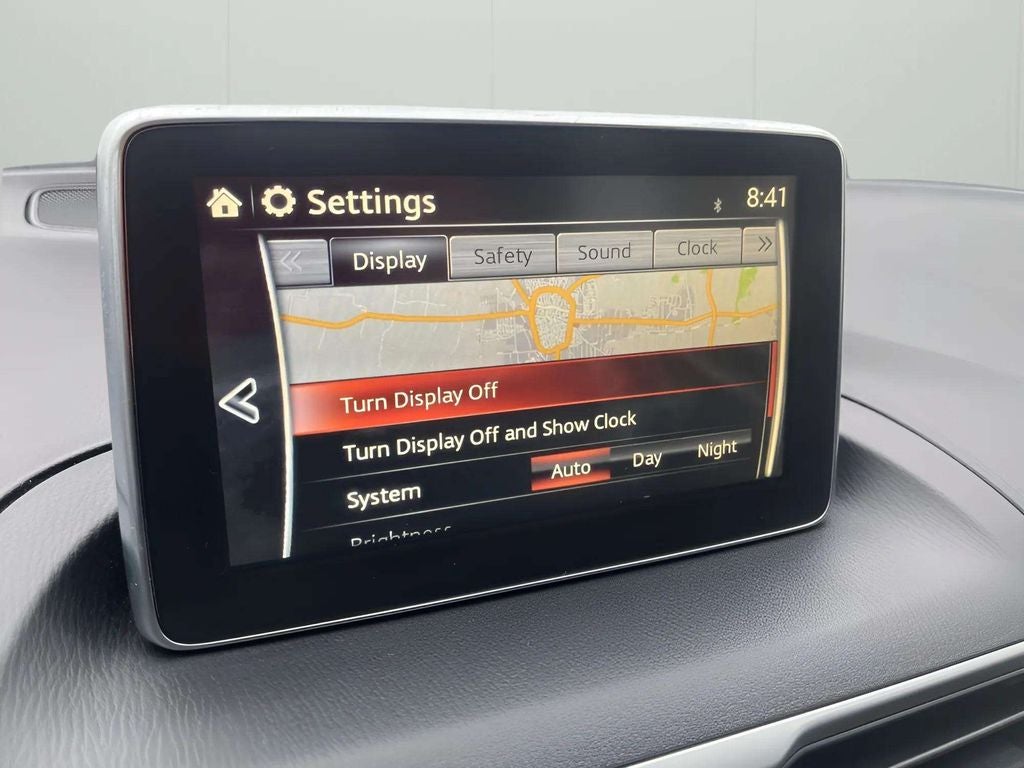 Settings 8:41
Display Safety Sound Clock
Turn Display Off
Turn Display Off and Show Clock
System Auto Day Night
Brightness